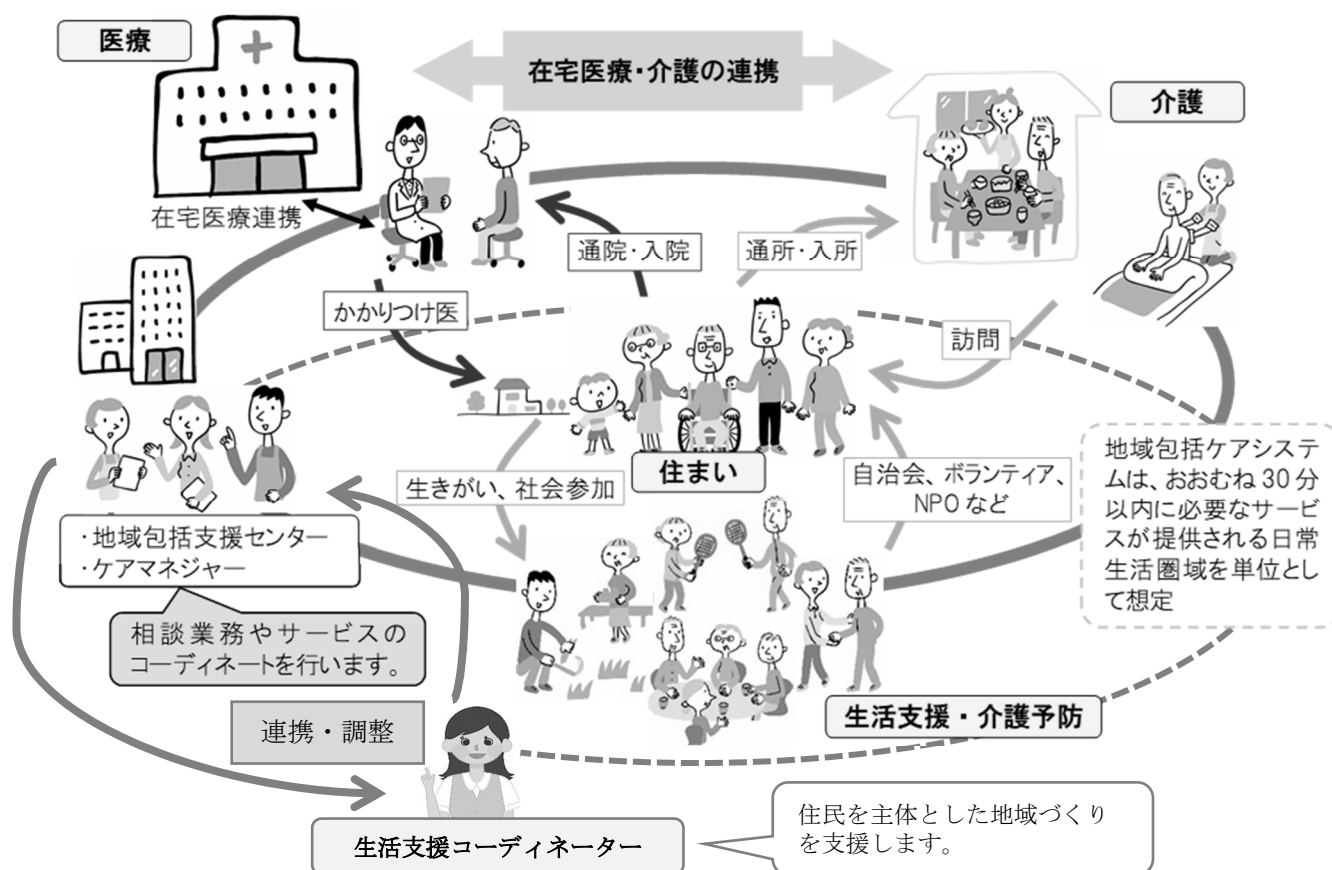 医療
在宅医療・介護の連携
介護
在宅医療連携
通院・入院
通所・入所
かかりつけ医
訪問
住まい
生きがい、社会参加
自治会、ボランティア、
NPOなど
地域包括ケアシステ
ムは、おおむね30分
以内に必要なサービ
スが提供される日常
生活圏域を単位とし
て想定
・地域包括支援センター
・ケアマネジャー
相談業務やサービスの
コーディネートを行います。
連携・調整
生活支援・介護予防
生活支援コーディネーター
住民を主体とした地域づくり
を支援します。